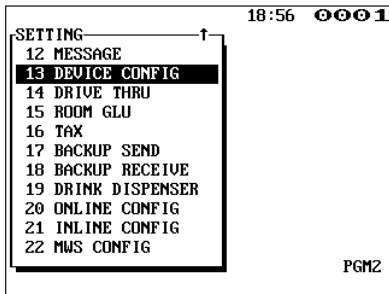 18:56 0001
SETTING ↑
12 MESSAGE
13 DEVICE CONFIG
14 DRIVE THRU
15 ROOM GLU
16 TAX
17 BACKUP SEND
18 BACKUP RECEIVE
19 DRINK DISPENSER
20 ONLINE CONFIG
21 INLINE CONFIG
22 MWS CONFIG
PGM2